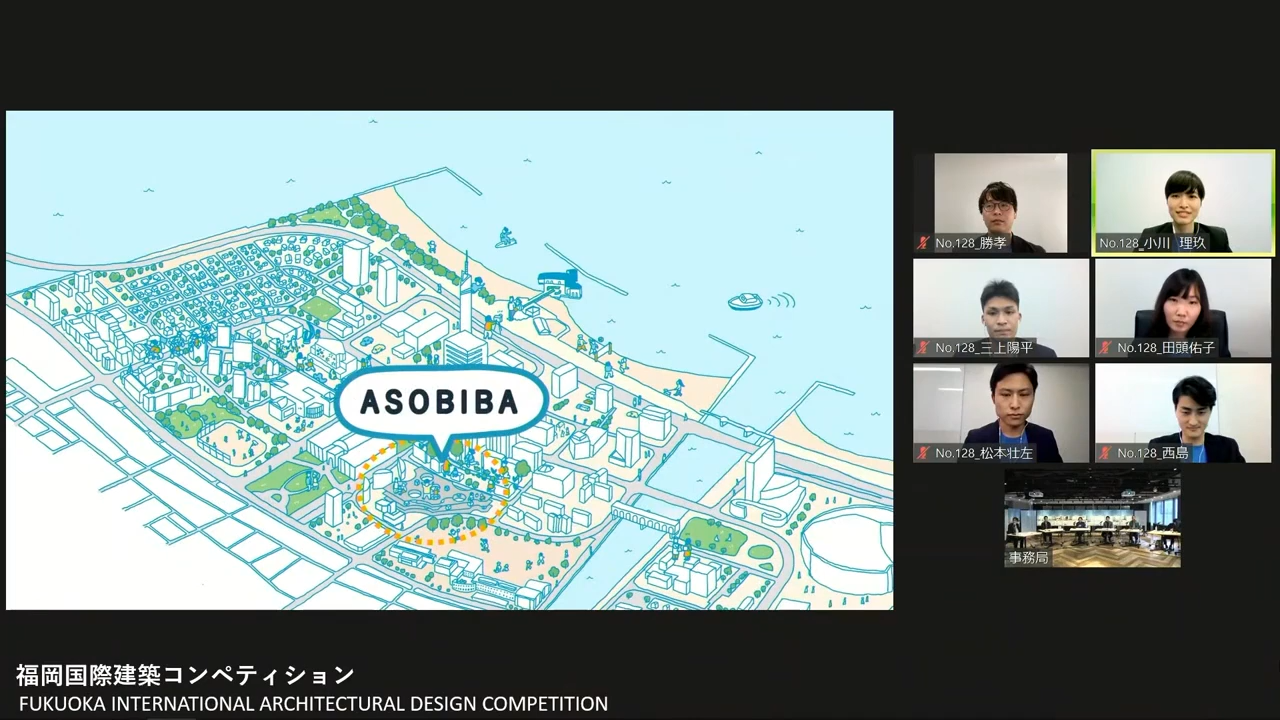 ASOBIBA
No.128_勝孝
No.128_小川 理玖
No.128_三上陽平
No.128_田頭佑子
No.128_松本壮左
No.128_西島
事務局
福岡国際建築コンペティション
FUKUOKA INTERNATIONAL ARCHITECTURAL DESIGN COMPETITION